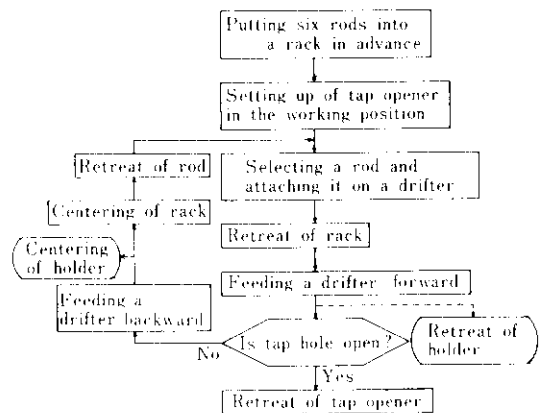 Putting six rods into
a rack in advance
Setting up of tap opener
in the working position
Retreat of rod
Selecting a rod and
attaching it on a drifter
Centering of rack
Retreat of rack
Centering
of holder
Feeding a drifter forward
Feeding a
drifter backward
Is tap hole open?
Retreat of
holder
No
Yes
Retreat of tap opener